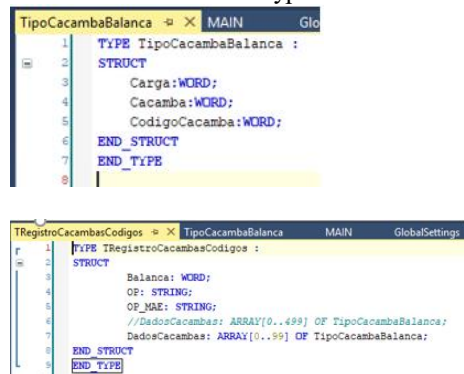 TipoCacambaBalanca MAIN Glo
1 TYPE TipoCacambaBalanca :
2 STRUCT
3 Carga:WORD;
4 Cacamba:WORD;
5 CodigoCacamba:WORD;
6 END_STRUCT
7 END_TYPE
8
TRegistroCacambasCodigos TipoCacambaBalanca MAIN GlobalSettings
1 TYPE TRegistroCacambasCodigos :
2 STRUCT
3 Balanca: WORD;
4 OP: STRING;
5 OP_MAE: STRING;
6 //DadosCacambas: ARRAY[0..499] OF TipoCacambaBalanca;
7 DadosCacambas: ARRAY[0..99] OF TipoCacambaBalanca;
8 END_STRUCT
9 END_TYPE